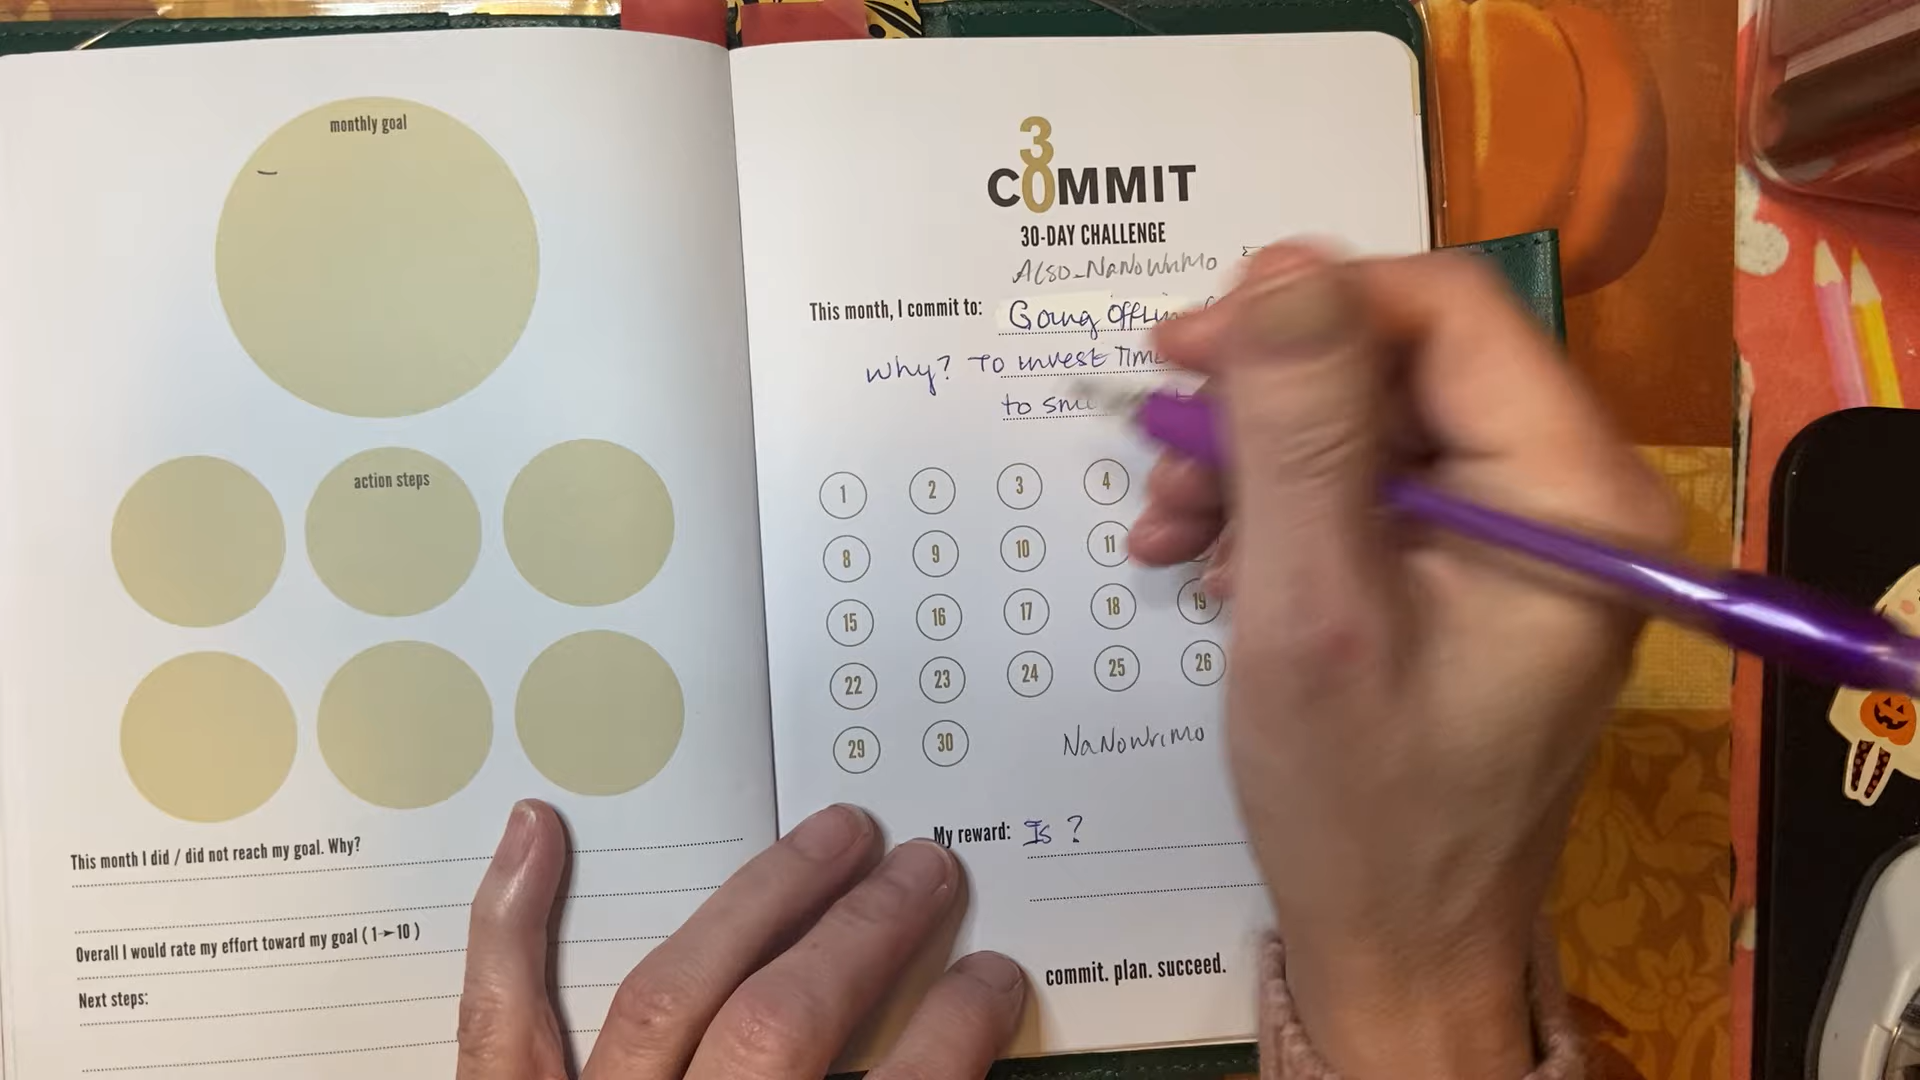 monthly goal
action steps
This month I did / did not reach my goal. Why?
Overall I would rate my effort toward my goal (1➛10)
Next steps:
30
COMMIT
30-DAY CHALLENGE
Also-NaNoWriMo
This month, I commit to: Going
Why? To invest Time
to
1 2 3 4
8 9 10 11
15 16 17 18 19
22 23 24 25 26
29 30 NaNoWriMo
My reward: Is ?
commit. plan. succeed.